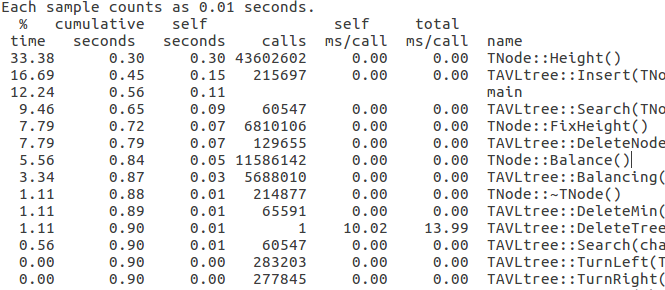 Each sample counts as 0.01 seconds.
  %   cumulative   self              self     total
 time   seconds   seconds    calls  ms/call  ms/call  name
33.38      0.30     0.30 43602602     0.00     0.00  TNode::Height()
16.69      0.45     0.15   215697     0.00     0.00  TAVLtree::Insert(TNo
12.24      0.56     0.11                             main
 9.46      0.65     0.09    60547     0.00     0.00  TAVLtree::Search(TNo
 7.79      0.72     0.07  6810106     0.00     0.00  TNode::FixHeight()
 7.79      0.79     0.07   129655     0.00     0.00  TAVLtree::DeleteNode
 5.56      0.84     0.05 11586142     0.00     0.00  TNode::Balance()
 3.34      0.87     0.03  5688010     0.00     0.00  TAVLtree::Balancing(
 1.11      0.88     0.01   214877     0.00     0.00  TNode::~TNode()
 1.11      0.89     0.01    65591     0.00     0.00  TAVLtree::DeleteMin(
 1.11      0.90     0.01        1    10.02    13.99  TAVLtree::DeleteTree
 0.56      0.90     0.01    60547     0.00     0.00  TAVLtree::Search(cha
 0.00      0.90     0.00   283203     0.00     0.00  TAVLtree::TurnLeft(T
 0.00      0.90     0.00   277845     0.00     0.00  TAVLtree::TurnRight(